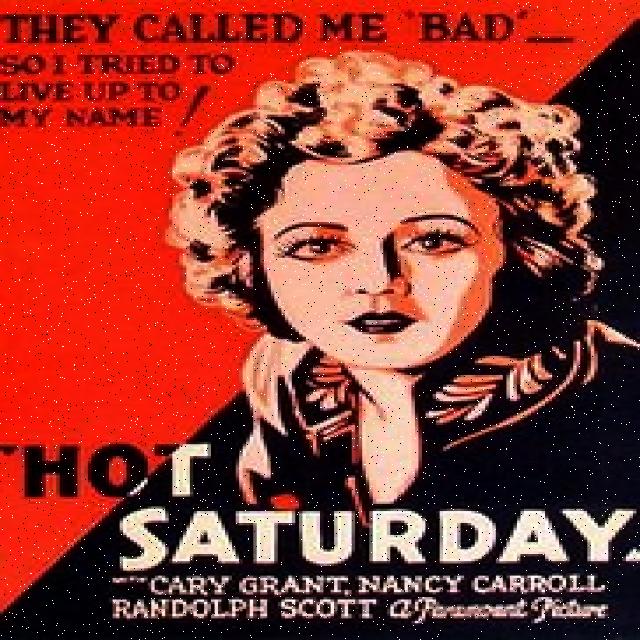 THEY CALLED ME "BAD"—
SO I TRIED TO
LIVE UP TO
MY NAME!
"HOT
SATURDAY.
CARY GRANT, NANCY CARROLL
RANDOLPH SCOTT A Paramount Picture